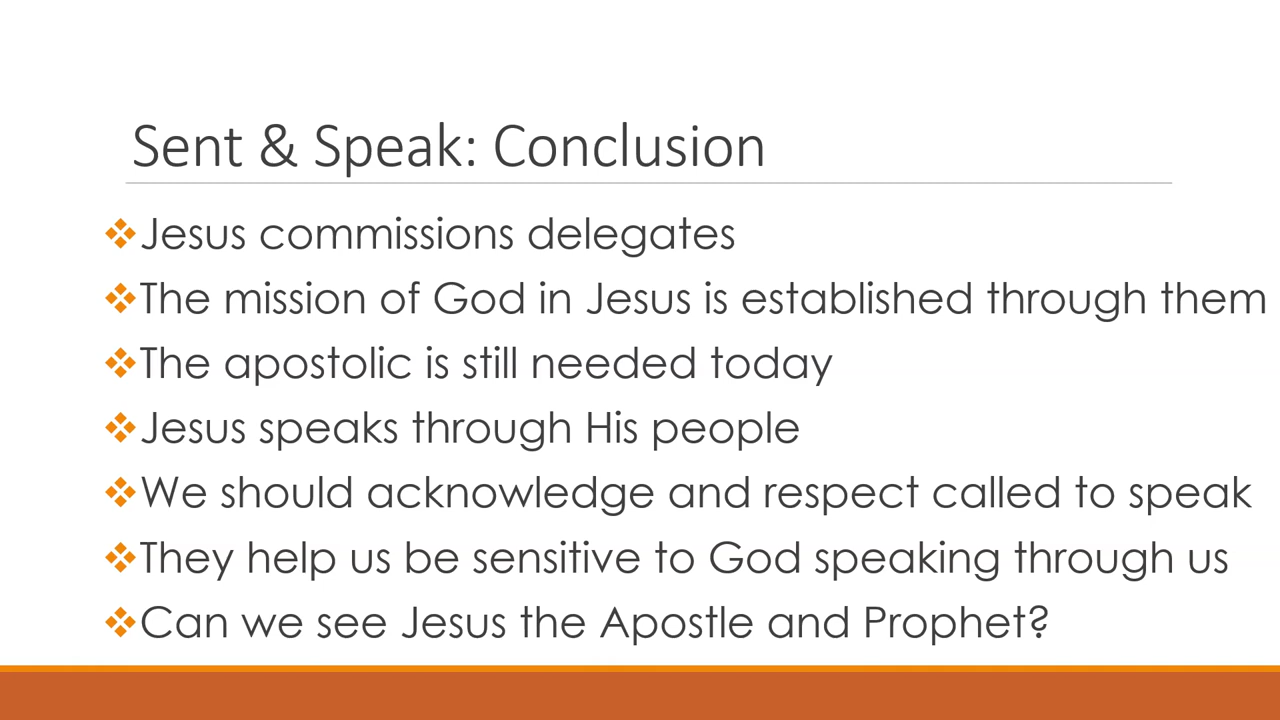 Sent & Speak: Conclusion
❖Jesus commissions delegates
❖The mission of God in Jesus is established through them
❖The apostolic is still needed today
❖Jesus speaks through His people
❖We should acknowledge and respect called to speak
❖They help us be sensitive to God speaking through us
❖Can we see Jesus the Apostle and Prophet?